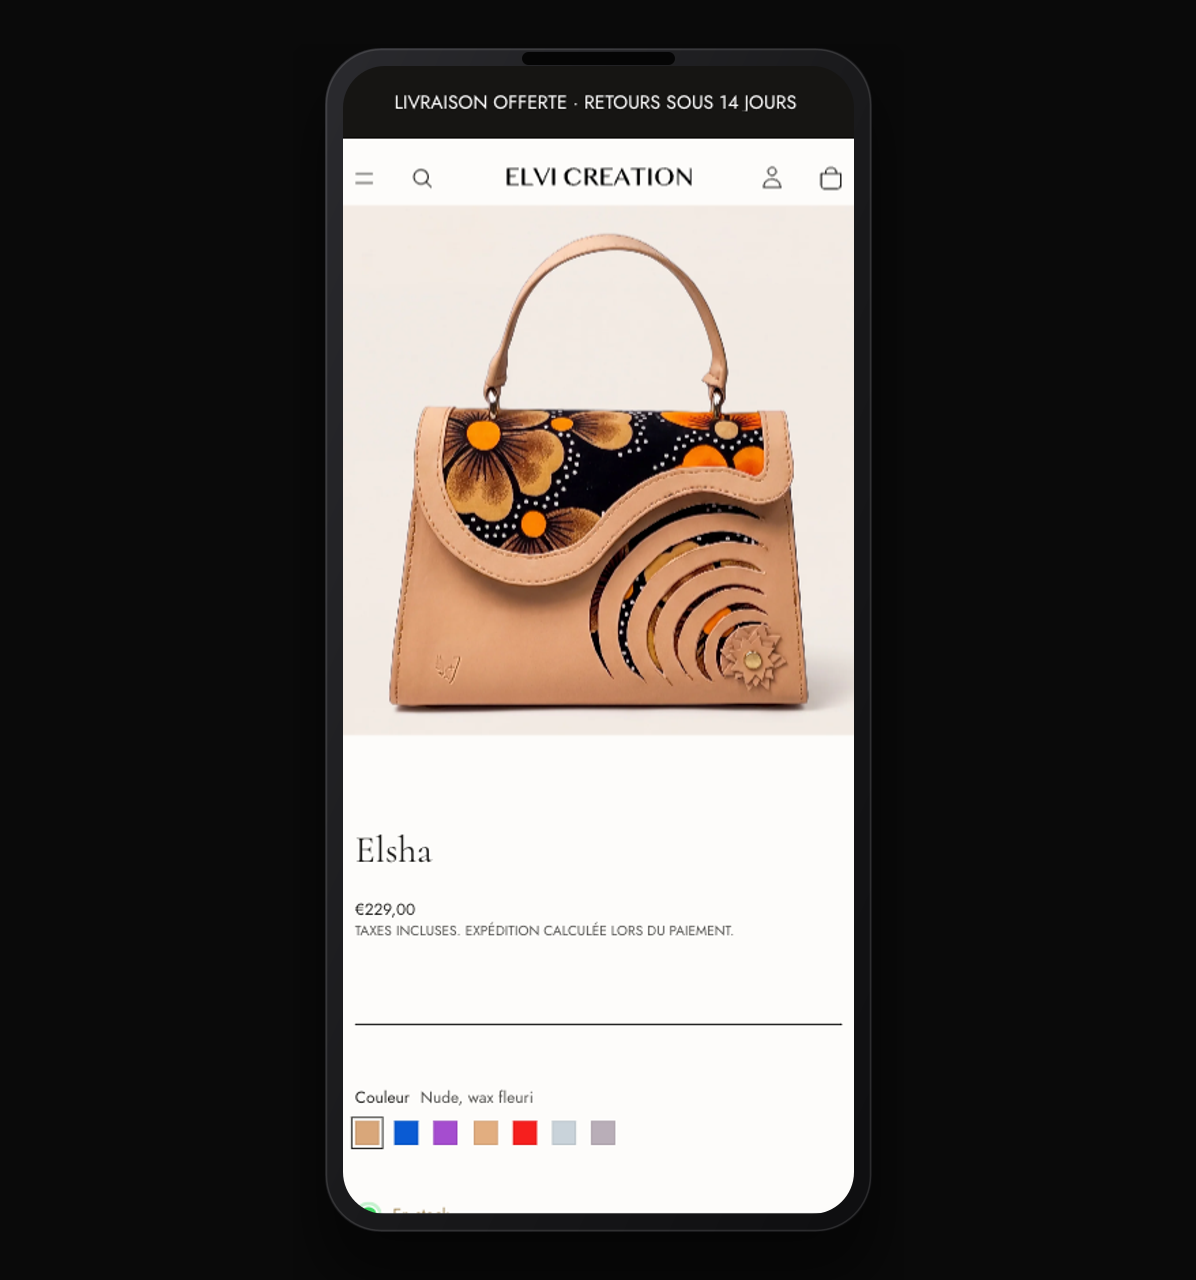 LIVRAISON OFFERTE · RETOURS SOUS 14 JOURS
ELVI CREATION
Elsha
€229,00
TAXES INCLUSES. EXPÉDITION CALCULÉE LORS DU PAIEMENT.
Couleur Nude, wax fleuri